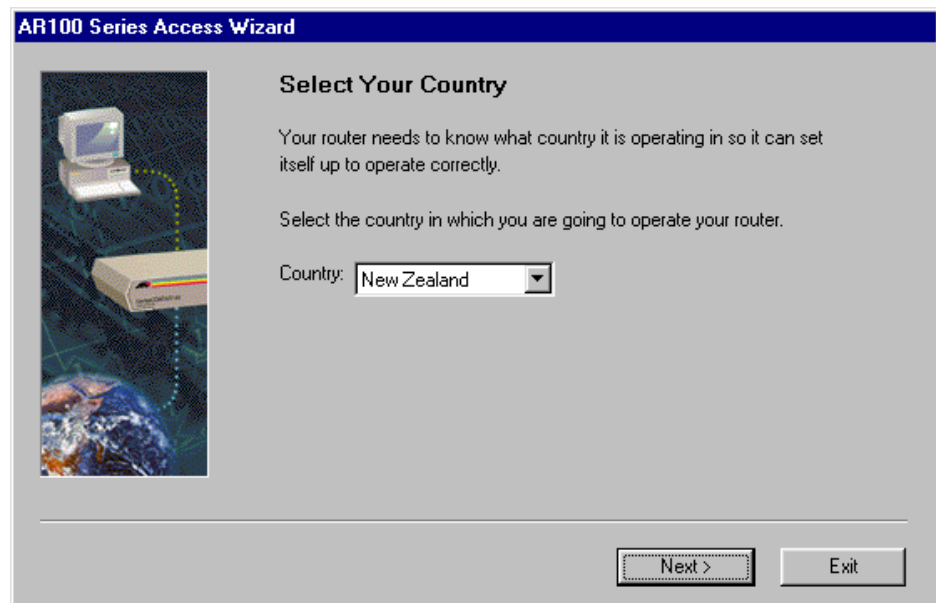 AR100 Series Access Wizard
Select Your Country
Your router needs to know what country it is operating in so it can set
itself up to operate correctly.
Select the country in which you are going to operate your router.
Country: New Zealand
Next >
Exit